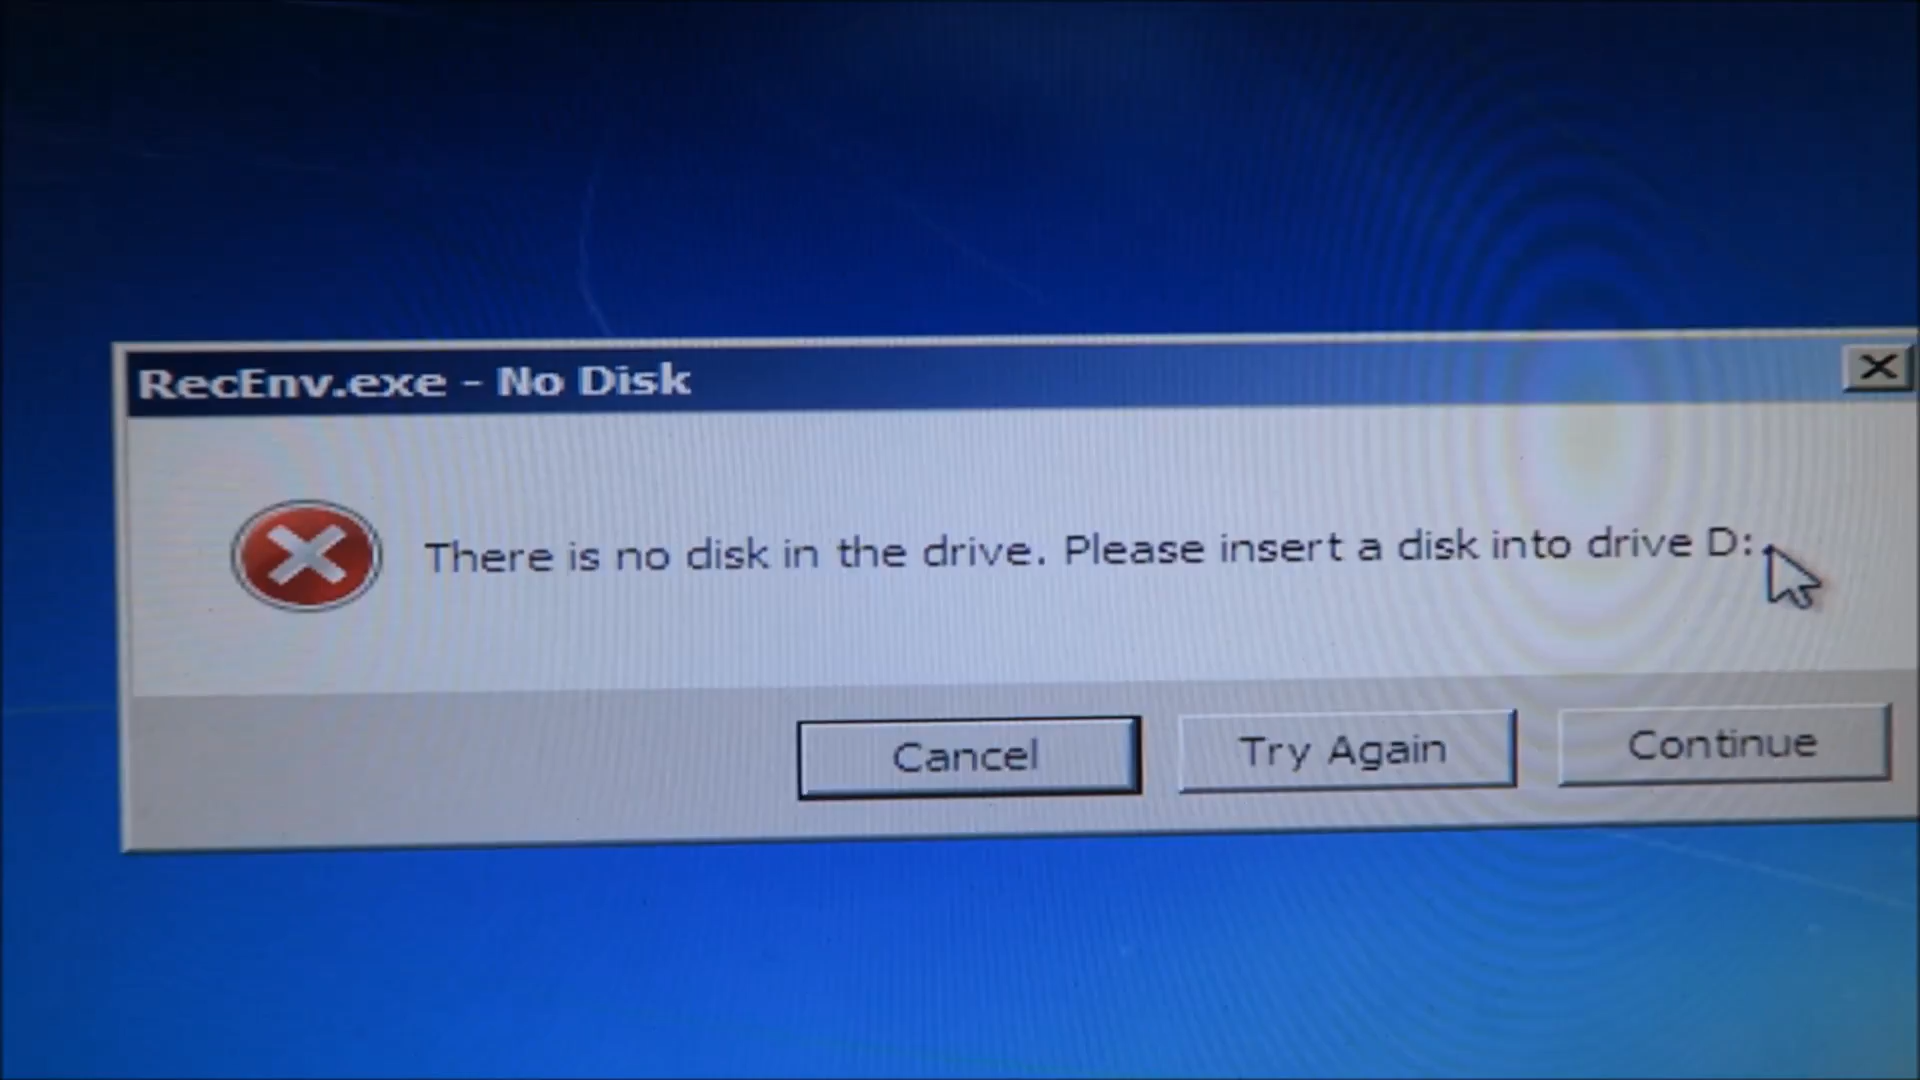 RecEnv.exe - No Disk
There is no disk in the drive. Please insert a disk into drive D:.
Cancel
Try Again
Continue